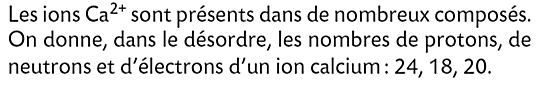 Les ions Ca²⁺ sont présents dans de nombreux composés.
On donne, dans le désordre, les nombres de protons, de
neutrons et d'électrons d'un ion calcium : 24, 18, 20.